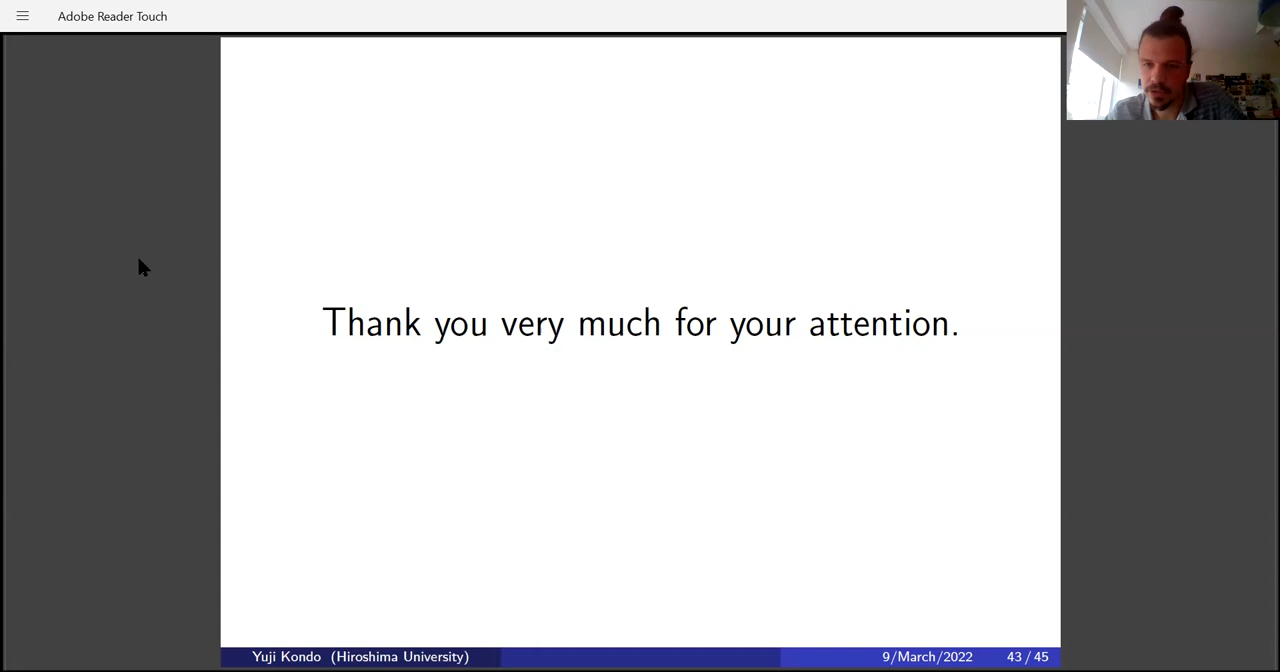 Adobe Reader Touch
Thank you very much for your attention.
Yuji Kondo (Hiroshima University) 9/March/2022 43 / 45